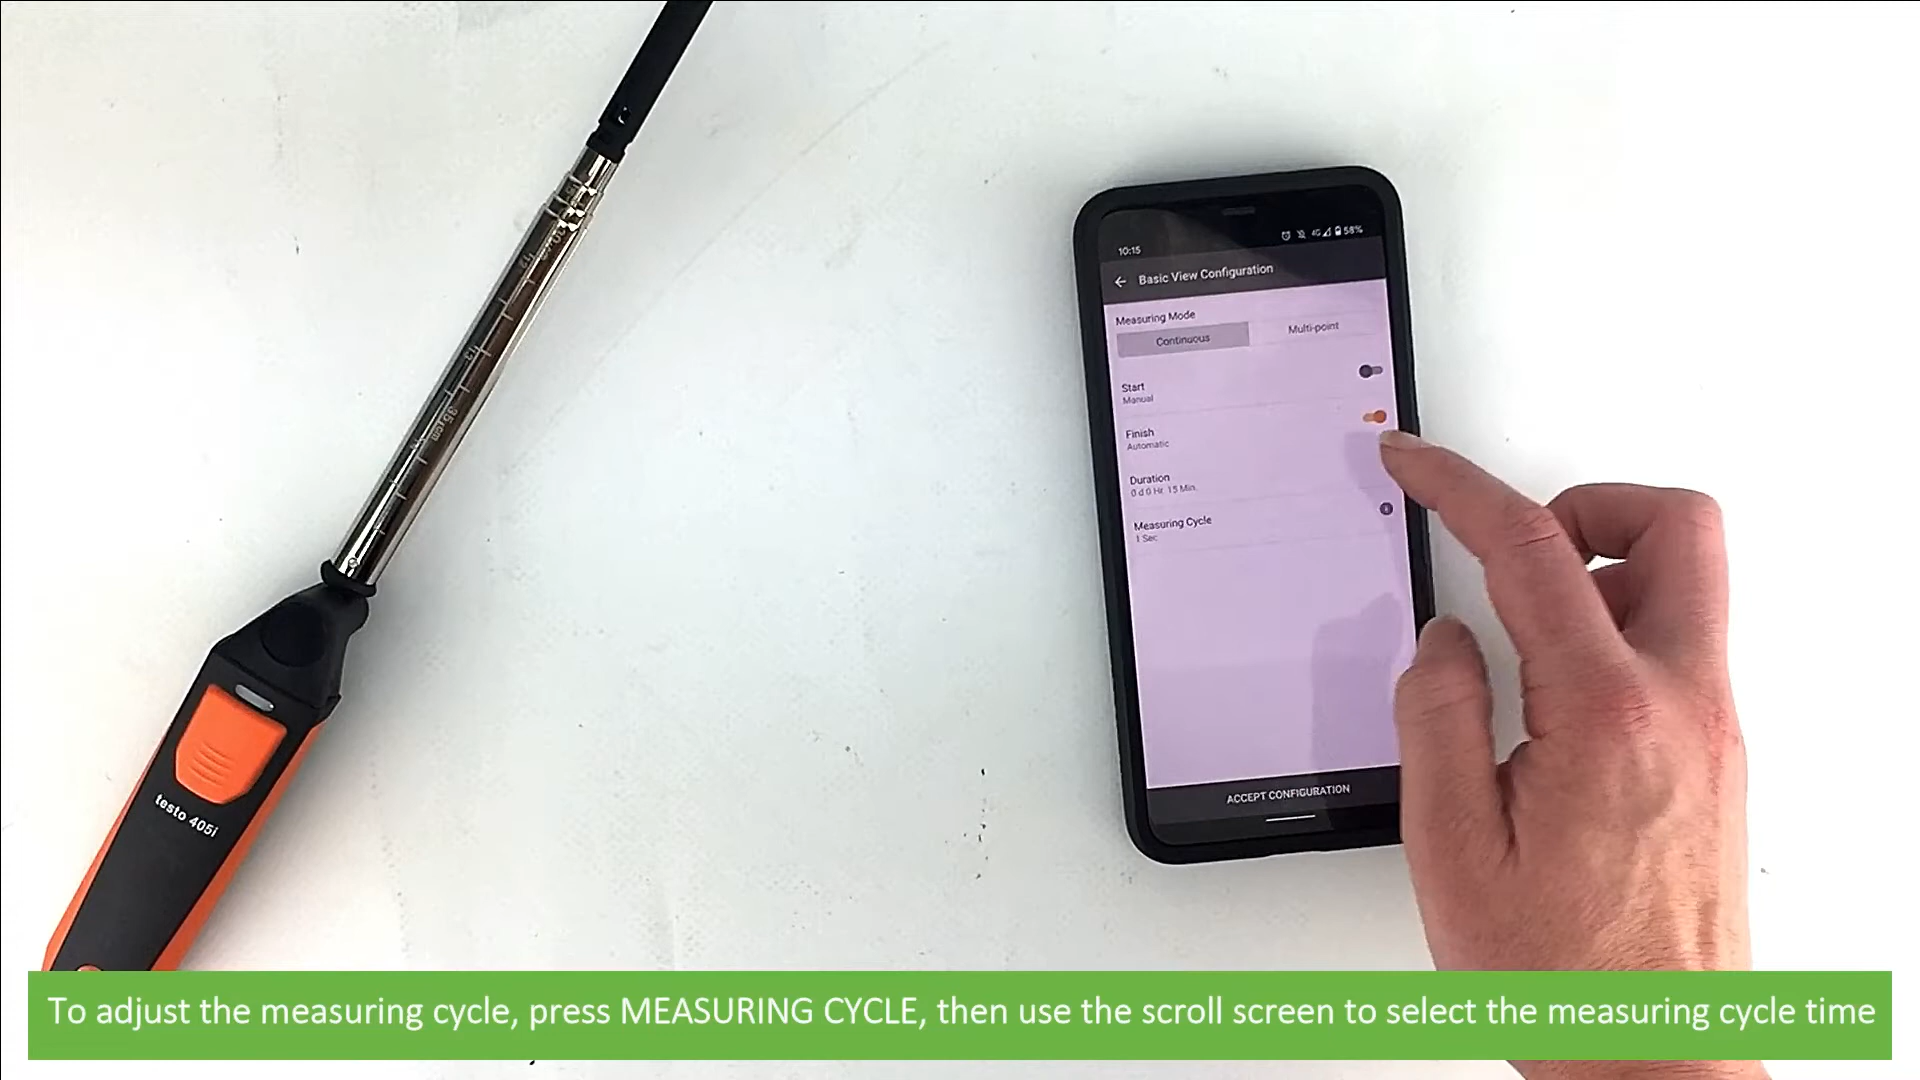 10:15
4G 58%
Basic View Configuration
Measuring Mode
Continuous
Multi-point
Start
Manual
Finish
Automatic
Duration
0 d 0 Hr. 15 Min.
Measuring Cycle
1 Sec
ACCEPT CONFIGURATION
testo 405i
To adjust the measuring cycle, press MEASURING CYCLE, then use the scroll screen to select the measuring cycle time